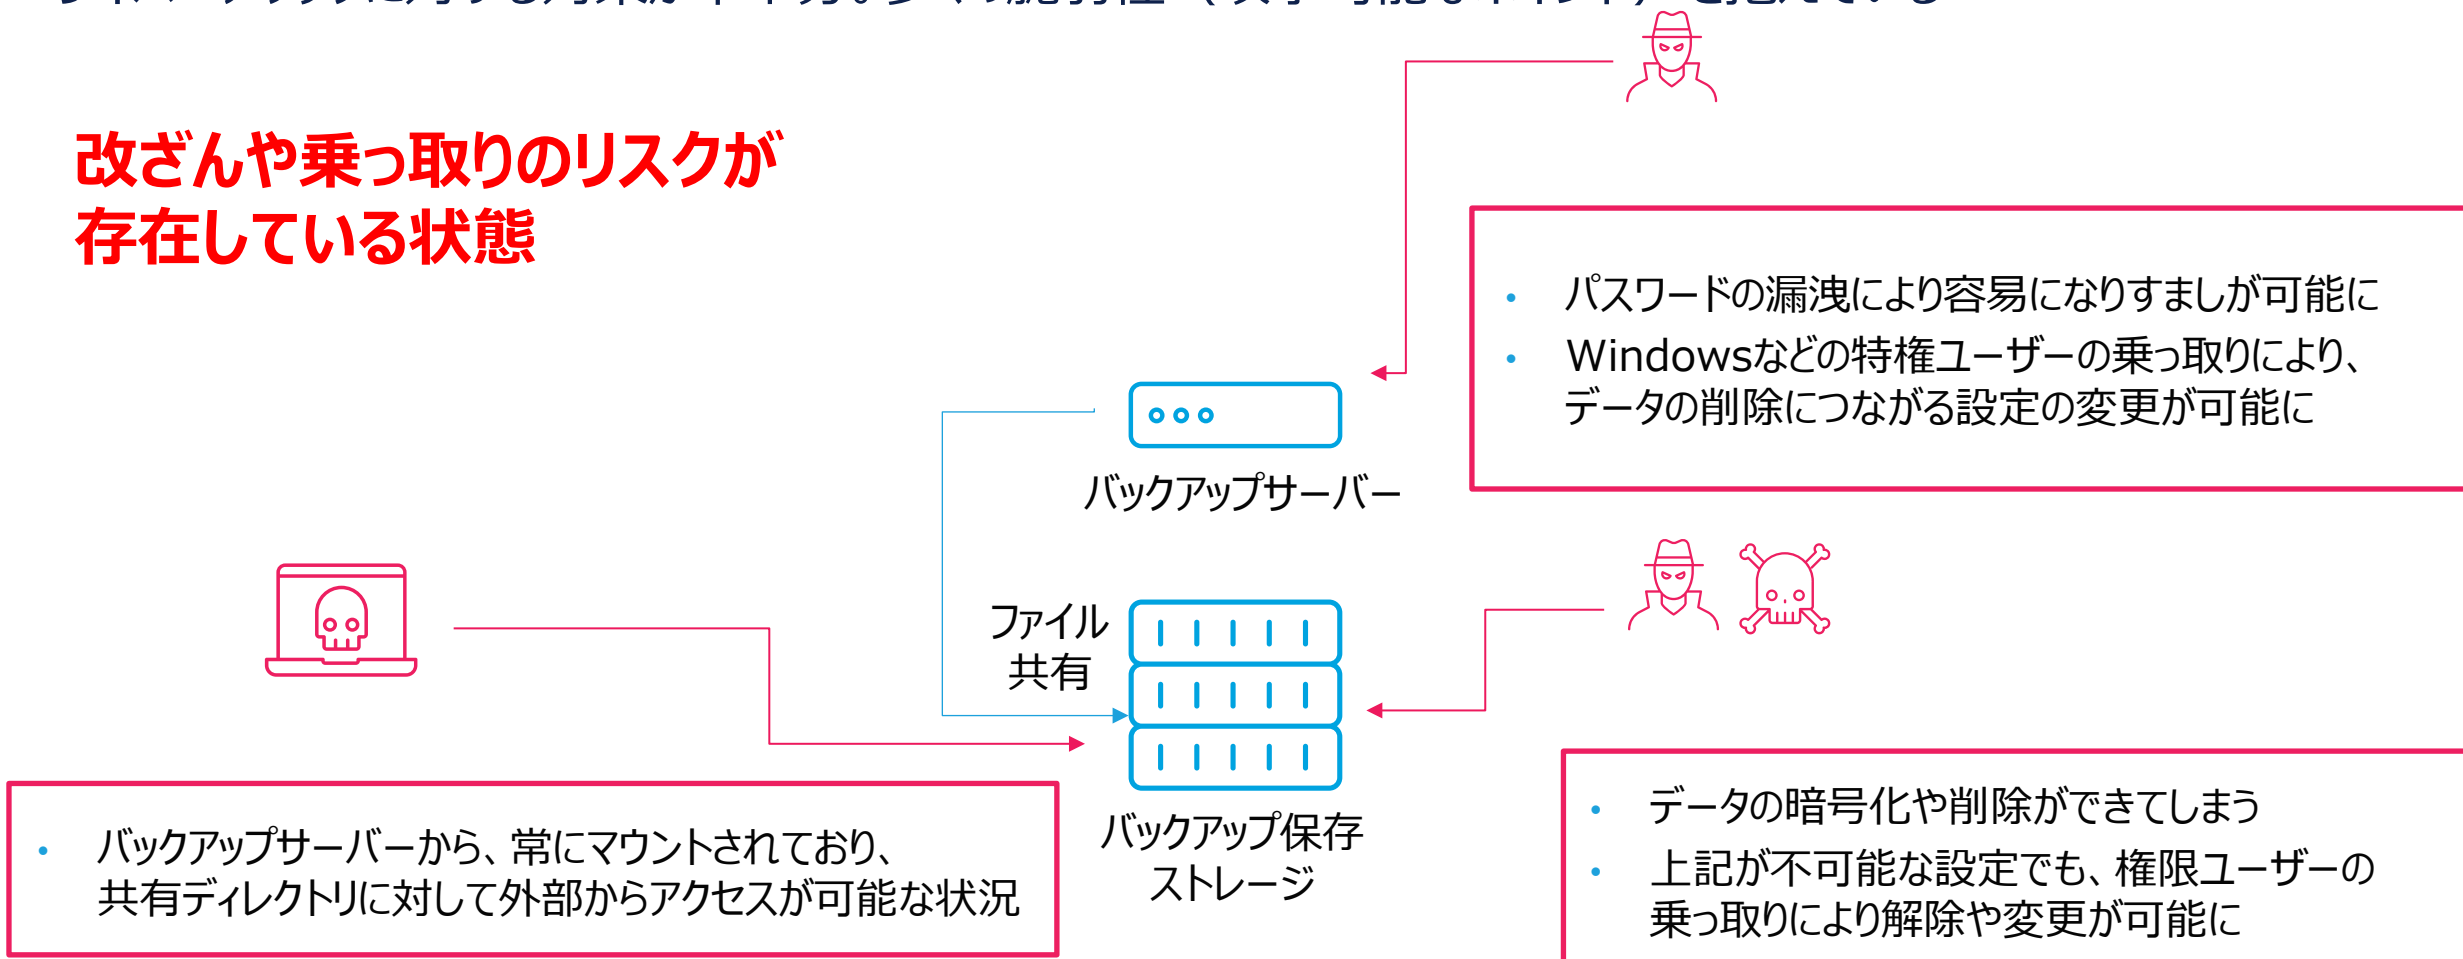 改ざんや乗っ取りのリスクが
存在している状態
• パスワードの漏洩により容易になりすましが可能に
• Windowsなどの特権ユーザーの乗っ取りにより、
データの削除につながる設定の変更が可能に
バックアップサーバー
ファイル
共有
バックアップ保存
ストレージ
• バックアップサーバーから、常にマウントされており、
共有ディレクトリに対して外部からアクセスが可能な状況
• データの暗号化や削除ができてしまう
• 上記が不可能な設定でも、権限ユーザーの
乗っ取りにより解除や変更が可能に